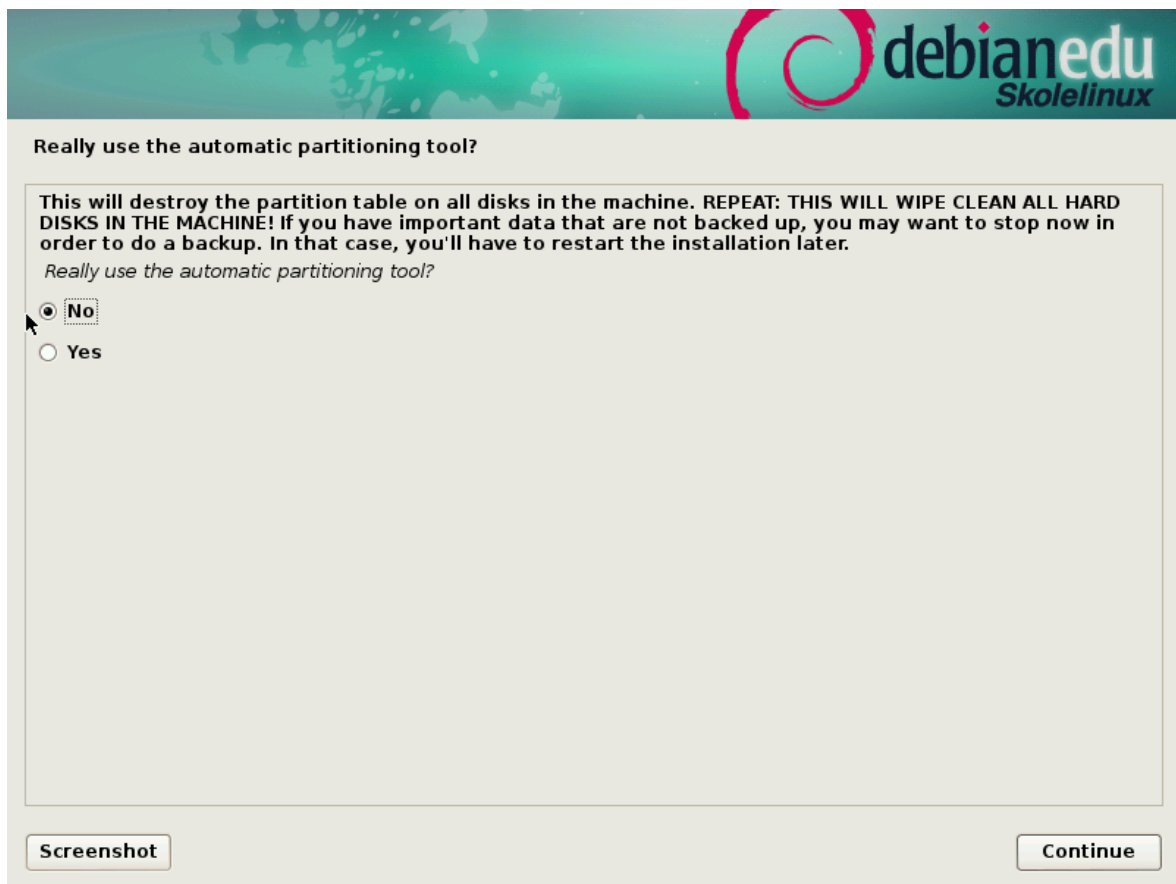 debianedu
Skolelinux
Really use the automatic partitioning tool?
This will destroy the partition table on all disks in the machine. REPEAT: THIS WILL WIPE CLEAN ALL HARD
DISKS IN THE MACHINE! If you have important data that are not backed up, you may want to stop now in
order to do a backup. In that case, you'll have to restart the installation later.
Really use the automatic partitioning tool?
No
Yes
Screenshot
Continue